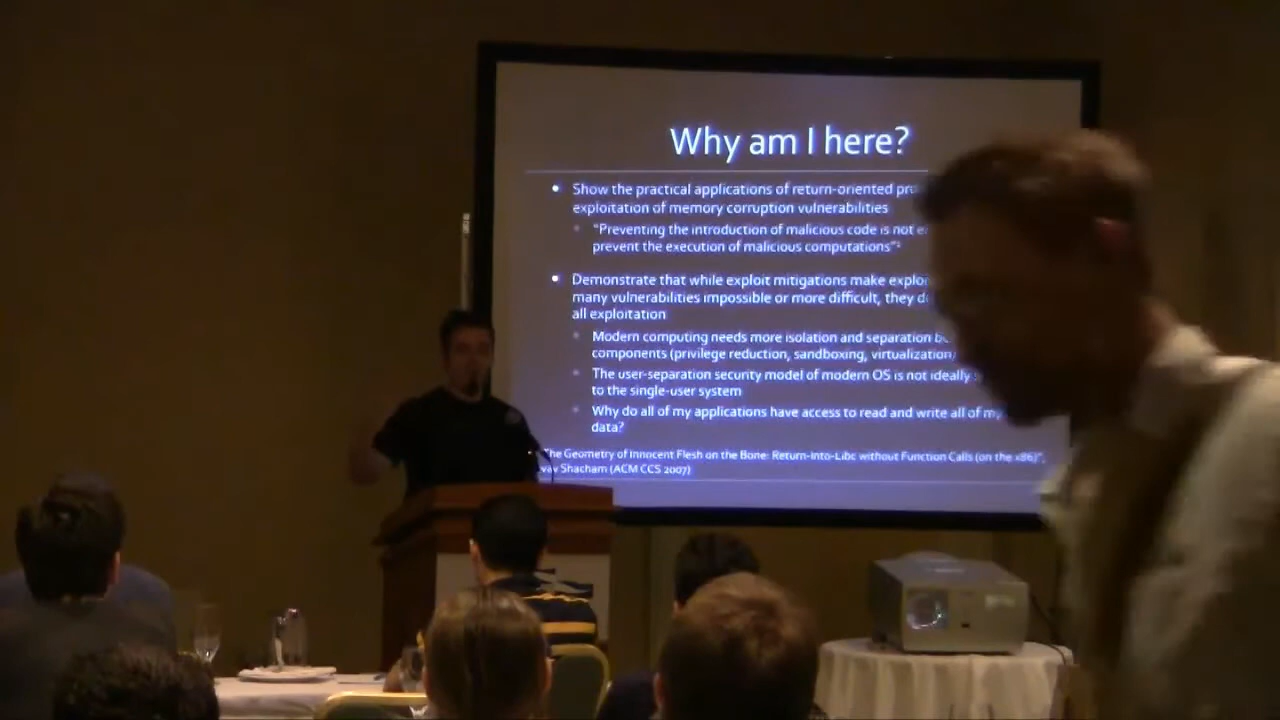 Why am I here?
Show the practical applications of return-oriented
exploitation of memory corruption vulnerabilities
"Preventing the introduction of malicious code is not
prevent the execution of malicious computations"¹
Demonstrate that while exploit mitigations make
many vulnerabilities impossible or more difficult, they
all exploitation
Modern computing needs more isolation and separation
components (privilege reduction, sandboxing, virtualization)
The user-separation security model of modern OS is not ideally
to the single-user system
Why do all of my applications have access to read and write all of my
data?
The Geometry of Innocent Flesh on the Bone: Return-Into-Libc without Function Calls (on the x86)",
Shacham (ACM CCS 2007)